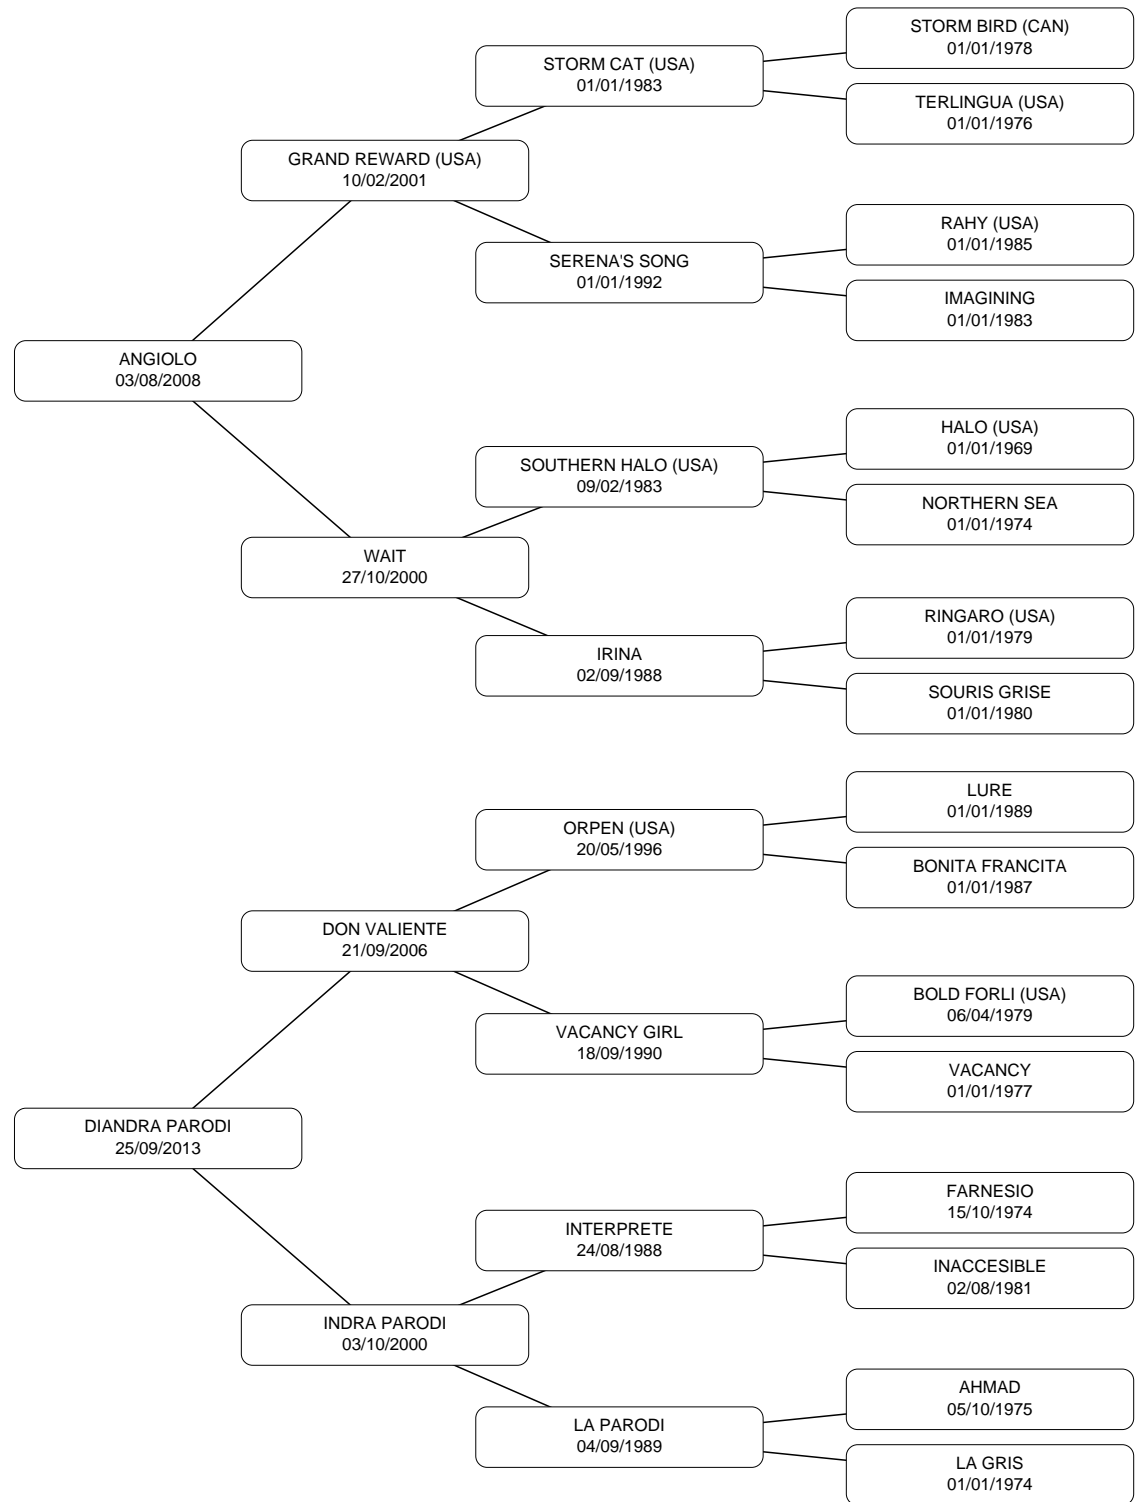 STORM BIRD (CAN)
01/01/1978
STORM CAT (USA)
01/01/1983
TERLINGUA (USA)
01/01/1976
GRAND REWARD (USA)
10/02/2001
RAHY (USA)
01/01/1985
SERENA'S SONG
01/01/1992
IMAGINING
01/01/1983
ANGIOLO
03/08/2008
HALO (USA)
01/01/1969
SOUTHERN HALO (USA)
09/02/1983
NORTHERN SEA
01/01/1974
WAIT
27/10/2000
RINGARO (USA)
01/01/1979
IRINA
02/09/1988
SOURIS GRISE
01/01/1980
LURE
01/01/1989
ORPEN (USA)
20/05/1996
BONITA FRANCITA
01/01/1987
DON VALIENTE
21/09/2006
BOLD FORLI (USA)
06/04/1979
VACANCY GIRL
18/09/1990
VACANCY
01/01/1977
DIANDRA PARODI
25/09/2013
FARNESIO
15/10/1974
INTERPRETE
24/08/1988
INACCESIBLE
02/08/1981
INDRA PARODI
03/10/2000
AHMAD
05/10/1975
LA PARODI
04/09/1989
LA GRIS
01/01/1974